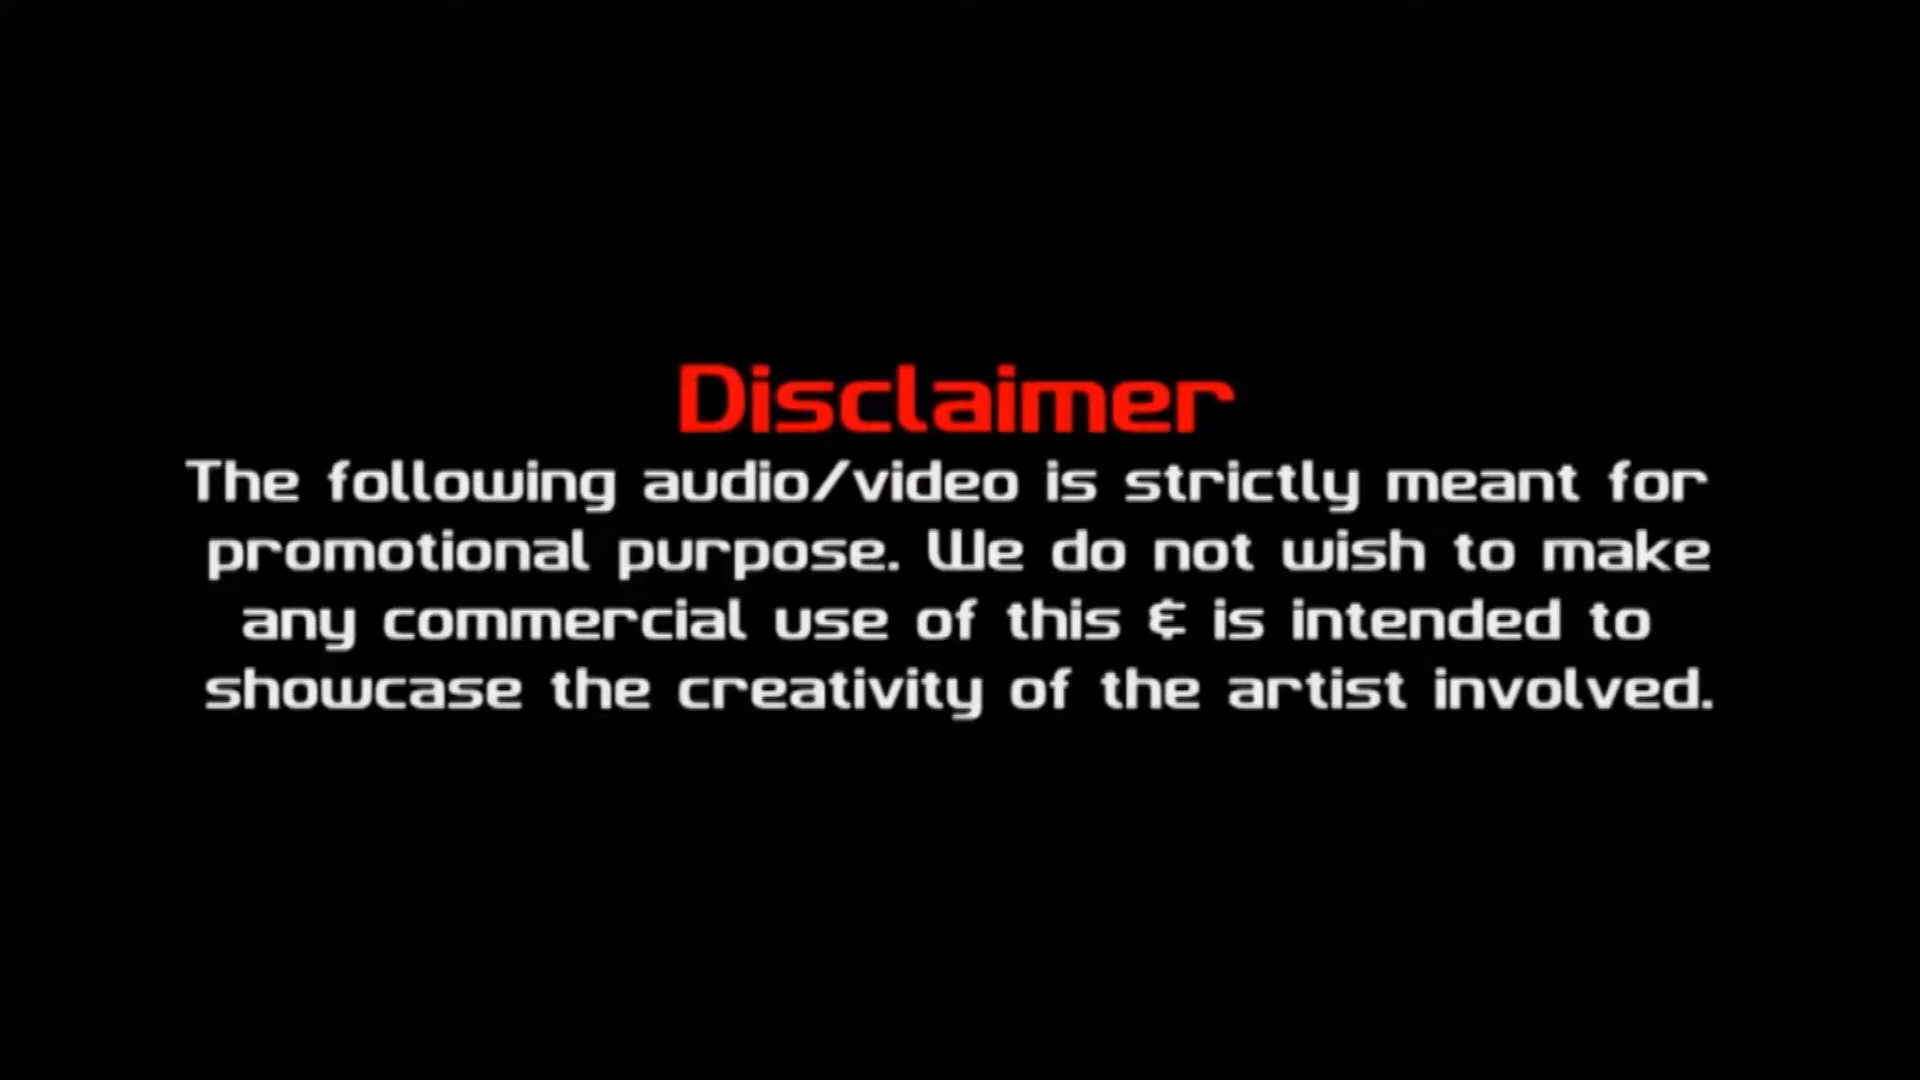 Disclaimer
The following audio/video is strictly meant for
promotional purpose. We do not wish to make
any commercial use of this & is intended to
showcase the creativity of the artist involved.